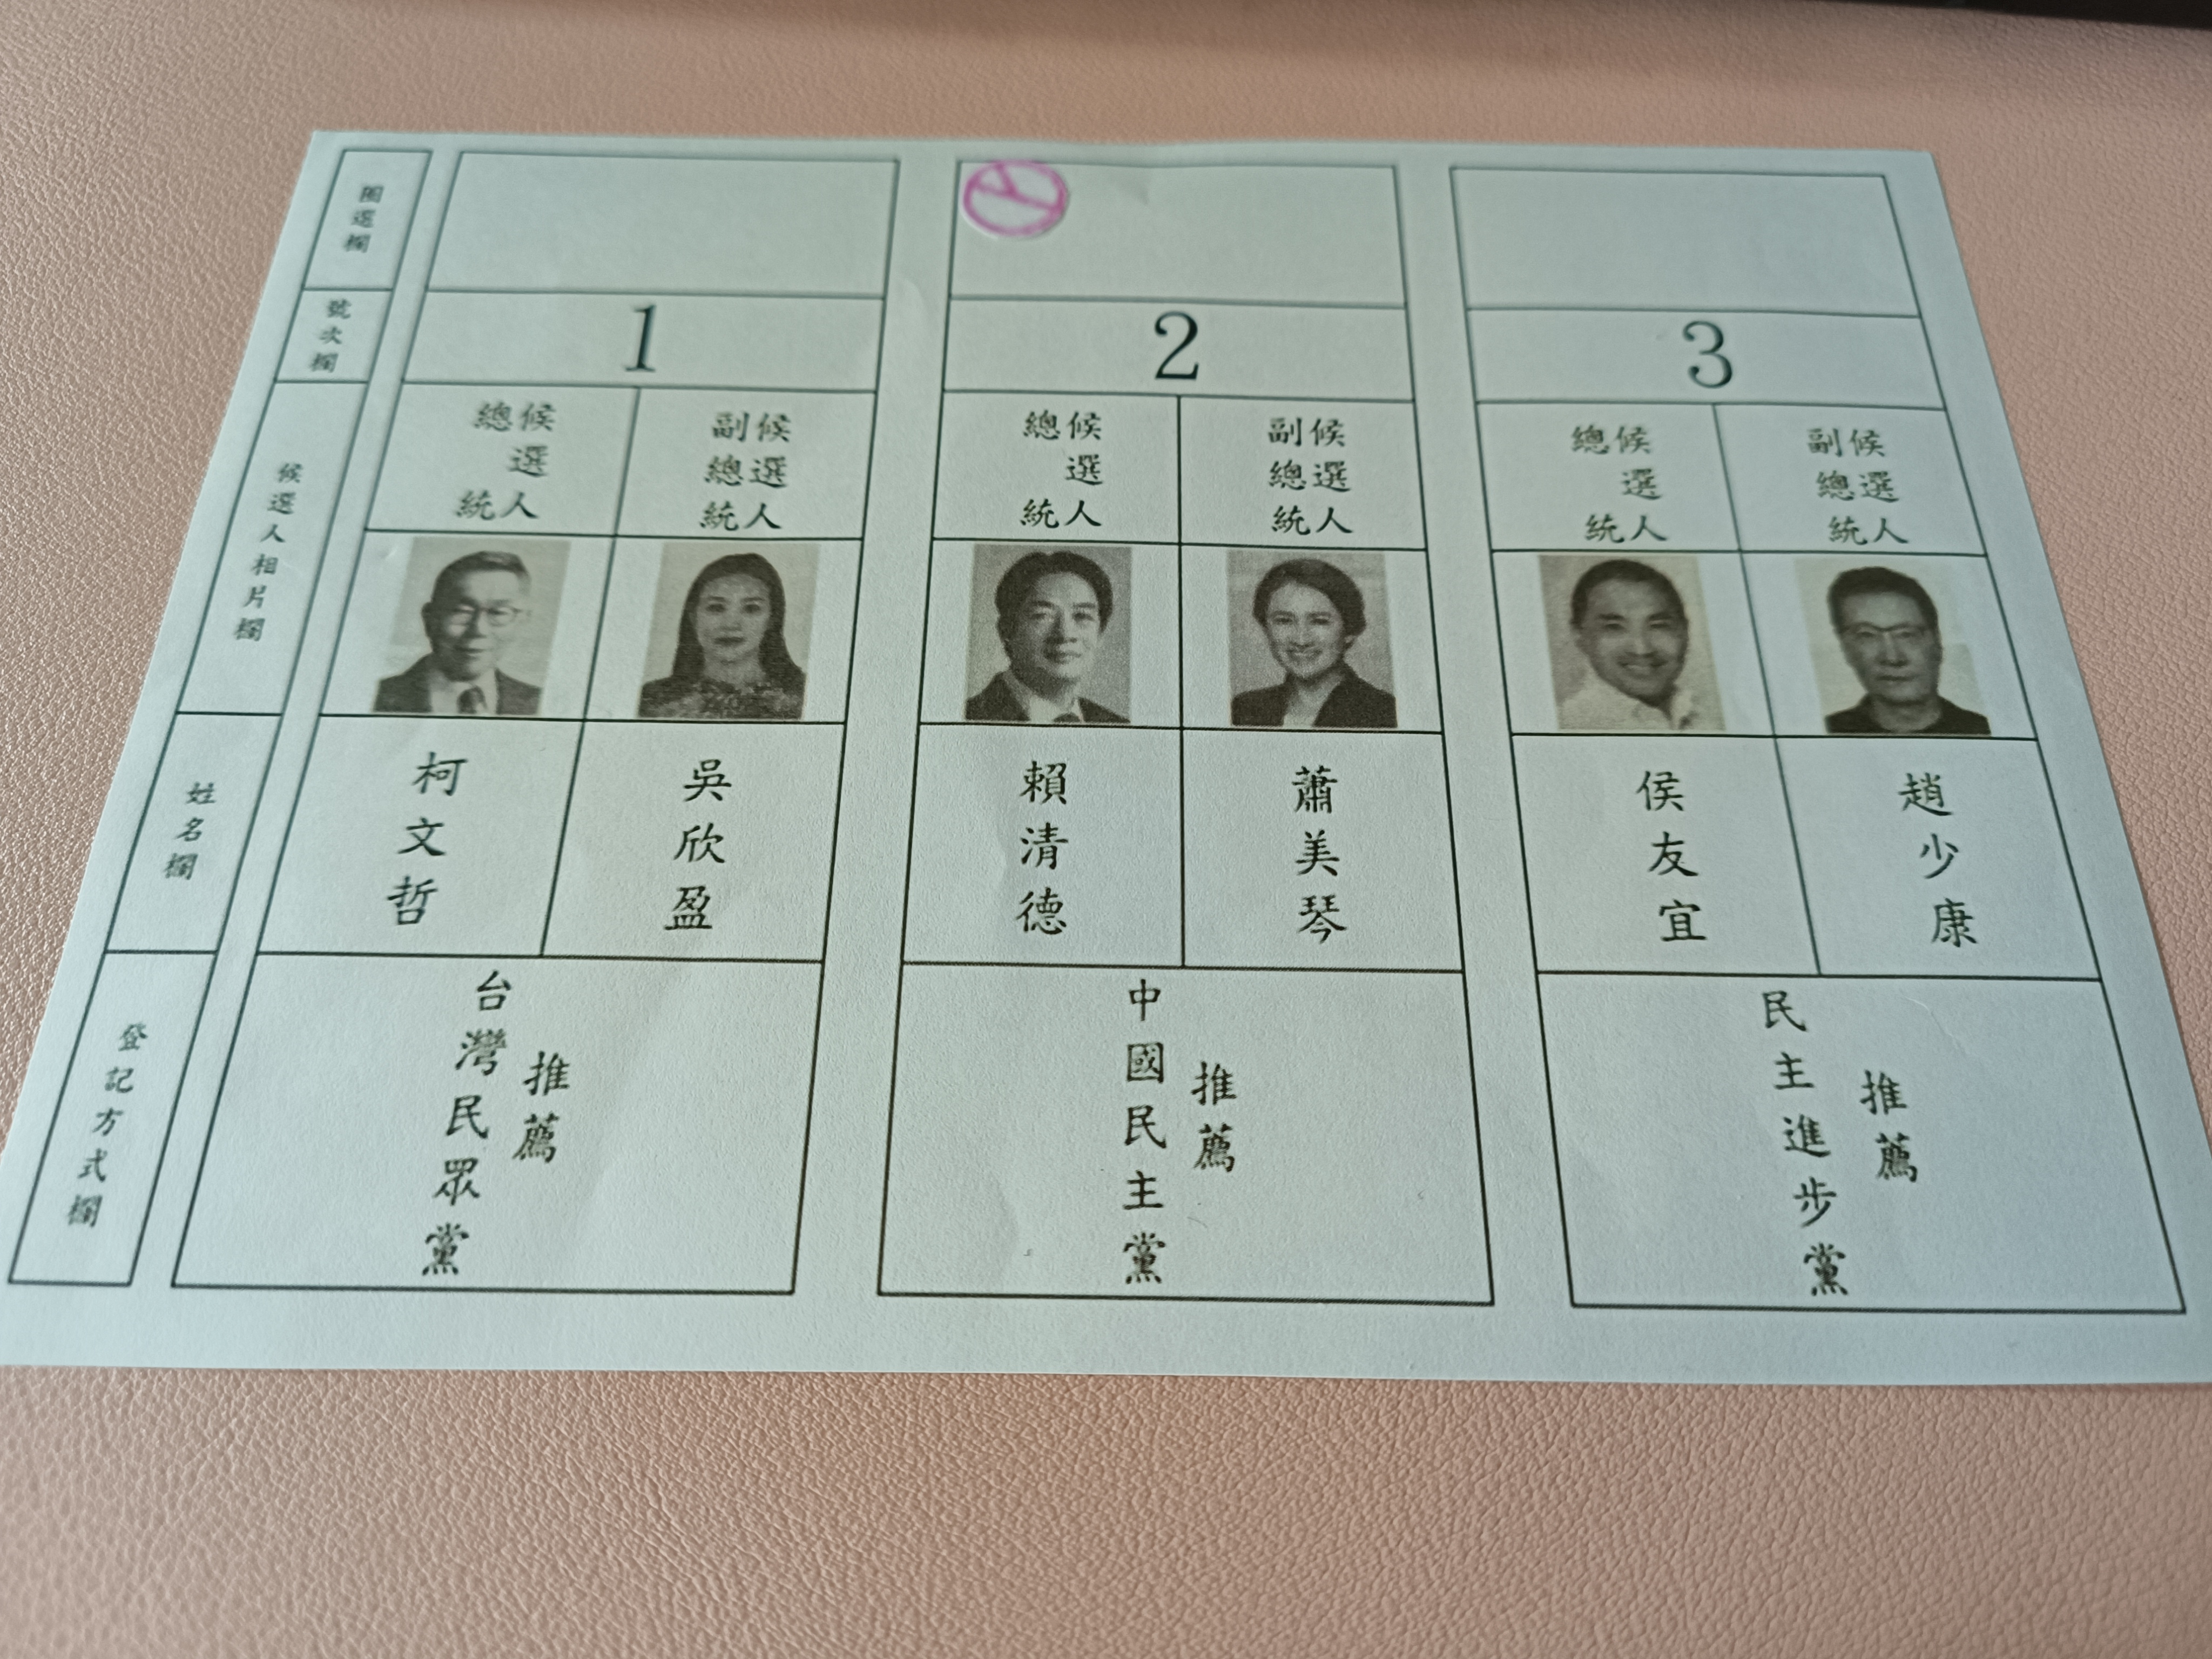 圈選欄
號次欄
候選人相片欄
姓名欄
登記方式欄
1
總統
候選人
副總統
候選人
柯文哲
吳欣盈
台灣民眾黨
推薦
2
總統
候選人
副總統
候選人
賴清德
蕭美琴
中國民主黨
推薦
3
總統
候選人
副總統
候選人
侯友宜
趙少康
民主進步黨
推薦